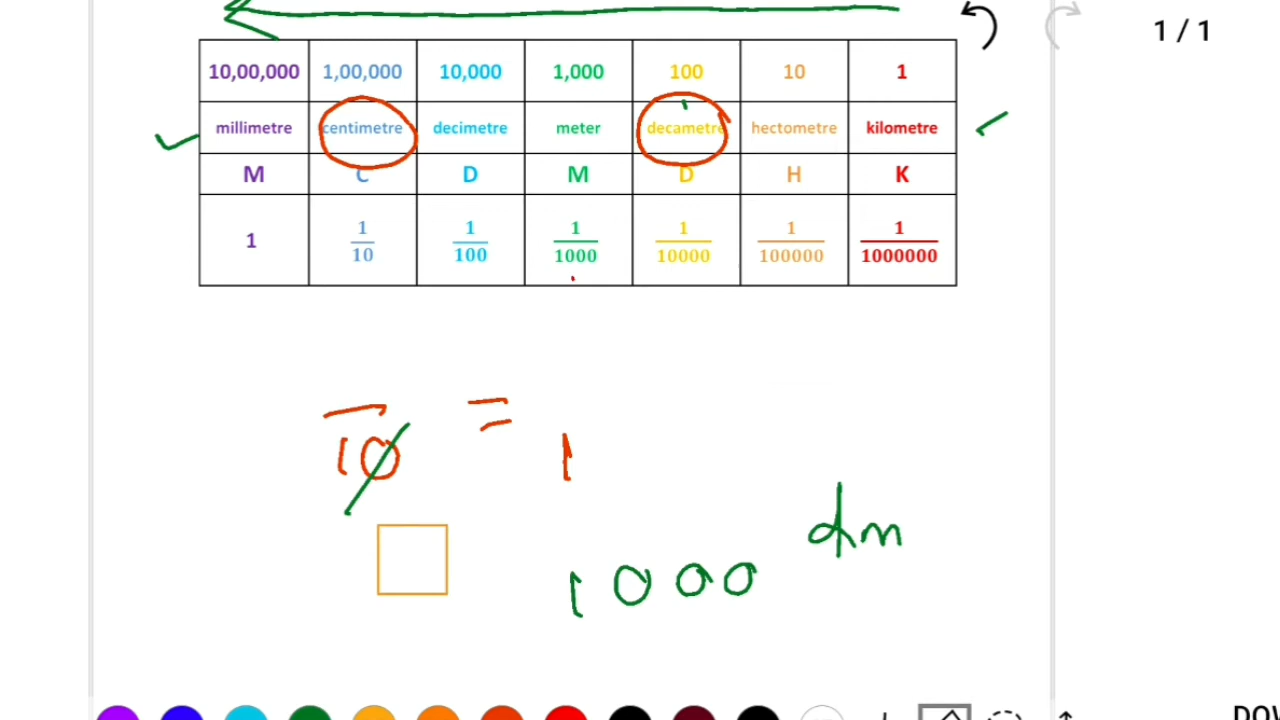 1 / 1
10,00,000 1,00,000 10,000 1,000 100 10 1
millimetre centimetre decimetre meter decametre hectometre kilometre
M C D M D H K
1 1/10 1/100 1/1000 1/10000 1/100000 1/1000000
10 = 1
dm
1000